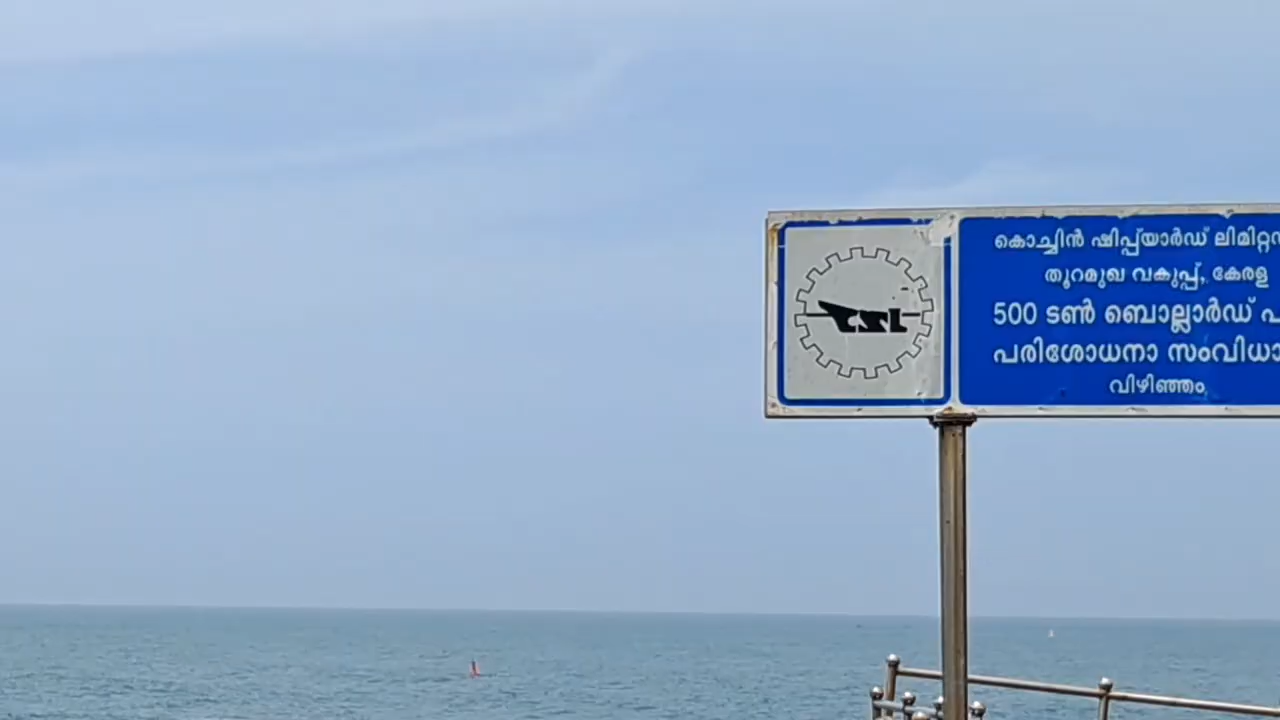 CSL
കൊച്ചിൻ ഷിപ്പ്‌യാർഡ്
തുറമുഖ വകുപ്പ്, കേരള
500 ടൺ ബൊല്ലാർഡ്
പരിശോധനാ
വിഴിഞ്ഞം